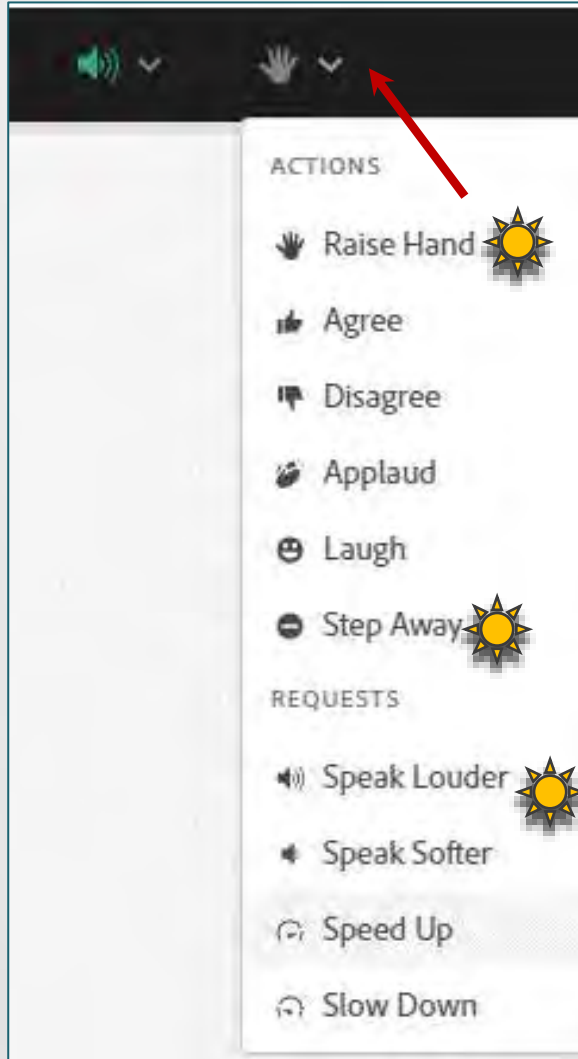 ACTIONS
Raise Hand
Agree
Disagree
Applaud
Laugh
Step Away
REQUESTS
Speak Louder
Speak Softer
Speed Up
Slow Down